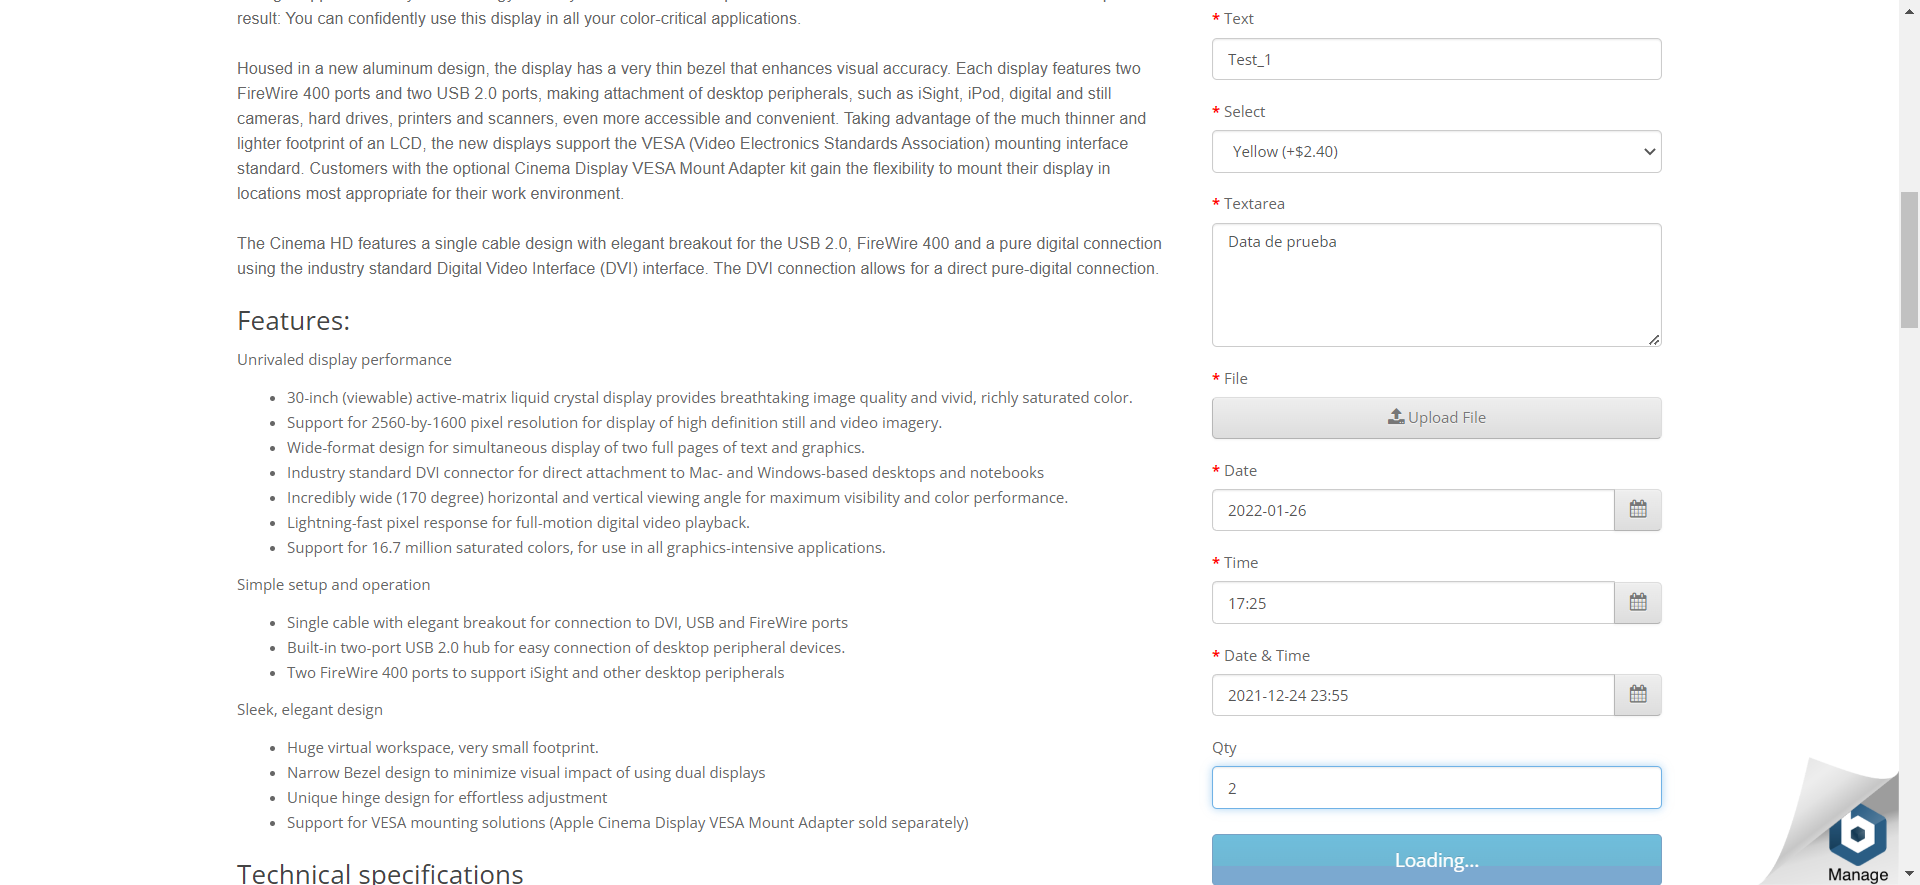 result: You can confidently use this display in all your color-critical applications.
Housed in a new aluminum design, the display has a very thin bezel that enhances visual accuracy. Each display features two
FireWire 400 ports and two USB 2.0 ports, making attachment of desktop peripherals, such as iSight, iPod, digital and still
cameras, hard drives, printers and scanners, even more accessible and convenient. Taking advantage of the much thinner and
lighter footprint of an LCD, the new displays support the VESA (Video Electronics Standards Association) mounting interface
standard. Customers with the optional Cinema Display VESA Mount Adapter kit gain the flexibility to mount their display in
locations most appropriate for their work environment.
The Cinema HD features a single cable design with elegant breakout for the USB 2.0, FireWire 400 and a pure digital connection
using the industry standard Digital Video Interface (DVI) interface. The DVI connection allows for a direct pure-digital connection.
Features:
Unrivaled display performance
• 30-inch (viewable) active-matrix liquid crystal display provides breathtaking image quality and vivid, richly saturated color.
• Support for 2560-by-1600 pixel resolution for display of high definition still and video imagery.
• Wide-format design for simultaneous display of two full pages of text and graphics.
• Industry standard DVI connector for direct attachment to Mac- and Windows-based desktops and notebooks
• Incredibly wide (170 degree) horizontal and vertical viewing angle for maximum visibility and color performance.
• Lightning-fast pixel response for full-motion digital video playback.
• Support for 16.7 million saturated colors, for use in all graphics-intensive applications.
Simple setup and operation
• Single cable with elegant breakout for connection to DVI, USB and FireWire ports
• Built-in two-port USB 2.0 hub for easy connection of desktop peripheral devices.
• Two FireWire 400 ports to support iSight and other desktop peripherals
Sleek, elegant design
• Huge virtual workspace, very small footprint.
• Narrow Bezel design to minimize visual impact of using dual displays
• Unique hinge design for effortless adjustment
• Support for VESA mounting solutions (Apple Cinema Display VESA Mount Adapter sold separately)
Technical specifications
* Text
Test_1
* Select
Yellow (+$2.40)
* Textarea
Data de prueba
* File
Upload File
* Date
2022-01-26
* Time
17:25
* Date & Time
2021-12-24 23:55
Qty
2
Loading...
b
Manage